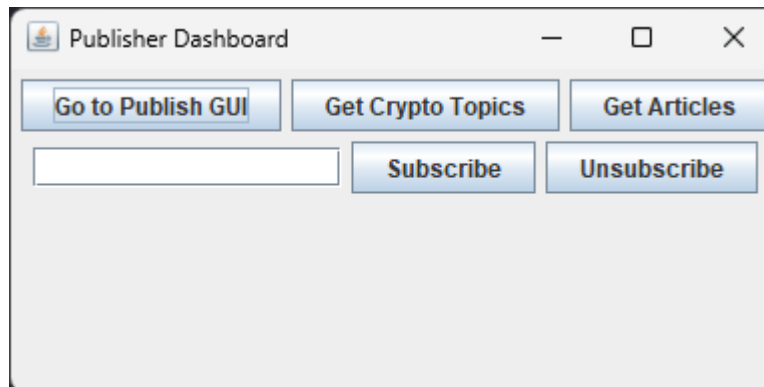 Publisher Dashboard
Go to Publish GUI Get Crypto Topics Get Articles
Subscribe Unsubscribe